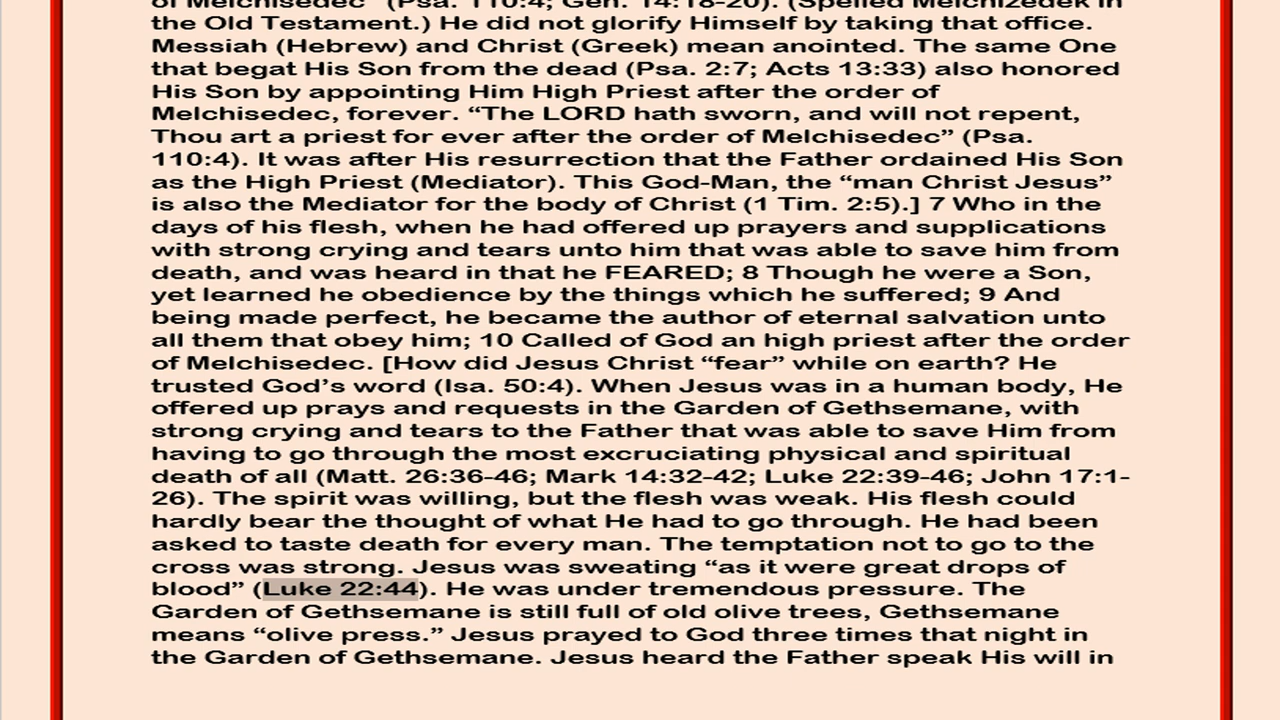 of Melchisedec” (Psa. 110:4; Gen. 14:18-20). (Spelled Melchizedek in
the Old Testament.) He did not glorify Himself by taking that office.
Messiah (Hebrew) and Christ (Greek) mean anointed. The same One
that begat His Son from the dead (Psa. 2:7; Acts 13:33) also honored
His Son by appointing Him High Priest after the order of
Melchisedec, forever. “The LORD hath sworn, and will not repent,
Thou art a priest for ever after the order of Melchisedec” (Psa.
110:4). It was after His resurrection that the Father ordained His Son
as the High Priest (Mediator). This God-Man, the “man Christ Jesus”
is also the Mediator for the body of Christ (1 Tim. 2:5).] 7 Who in the
days of his flesh, when he had offered up prayers and supplications
with strong crying and tears unto him that was able to save him from
death, and was heard in that he FEARED; 8 Though he were a Son,
yet learned he obedience by the things which he suffered; 9 And
being made perfect, he became the author of eternal salvation unto
all them that obey him; 10 Called of God an high priest after the order
of Melchisedec. [How did Jesus Christ “fear” while on earth? He
trusted God’s word (Isa. 50:4). When Jesus was in a human body, He
offered up prays and requests in the Garden of Gethsemane, with
strong crying and tears to the Father that was able to save Him from
having to go through the most excruciating physical and spiritual
death of all (Matt. 26:36-46; Mark 14:32-42; Luke 22:39-46; John 17:1-
26). The spirit was willing, but the flesh was weak. His flesh could
hardly bear the thought of what He had to go through. He had been
asked to taste death for every man. The temptation not to go to the
cross was strong. Jesus was sweating “as it were great drops of
blood” (Luke 22:44). He was under tremendous pressure. The
Garden of Gethsemane is still full of old olive trees, Gethsemane
means “olive press.” Jesus prayed to God three times that night in
the Garden of Gethsemane. Jesus heard the Father speak His will in